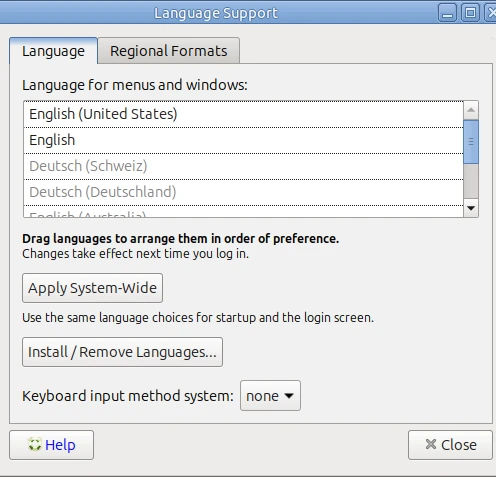 Language Support
Language
Regional Formats
Language for menus and windows:
English (United States)
English
Deutsch (Schweiz)
Deutsch (Deutschland)
English (Australia)
Drag languages to arrange them in order of preference.
Changes take effect next time you log in.
Apply System-Wide
Use the same language choices for startup and the login screen.
Install / Remove Languages...
Keyboard input method system: none
Help
Close